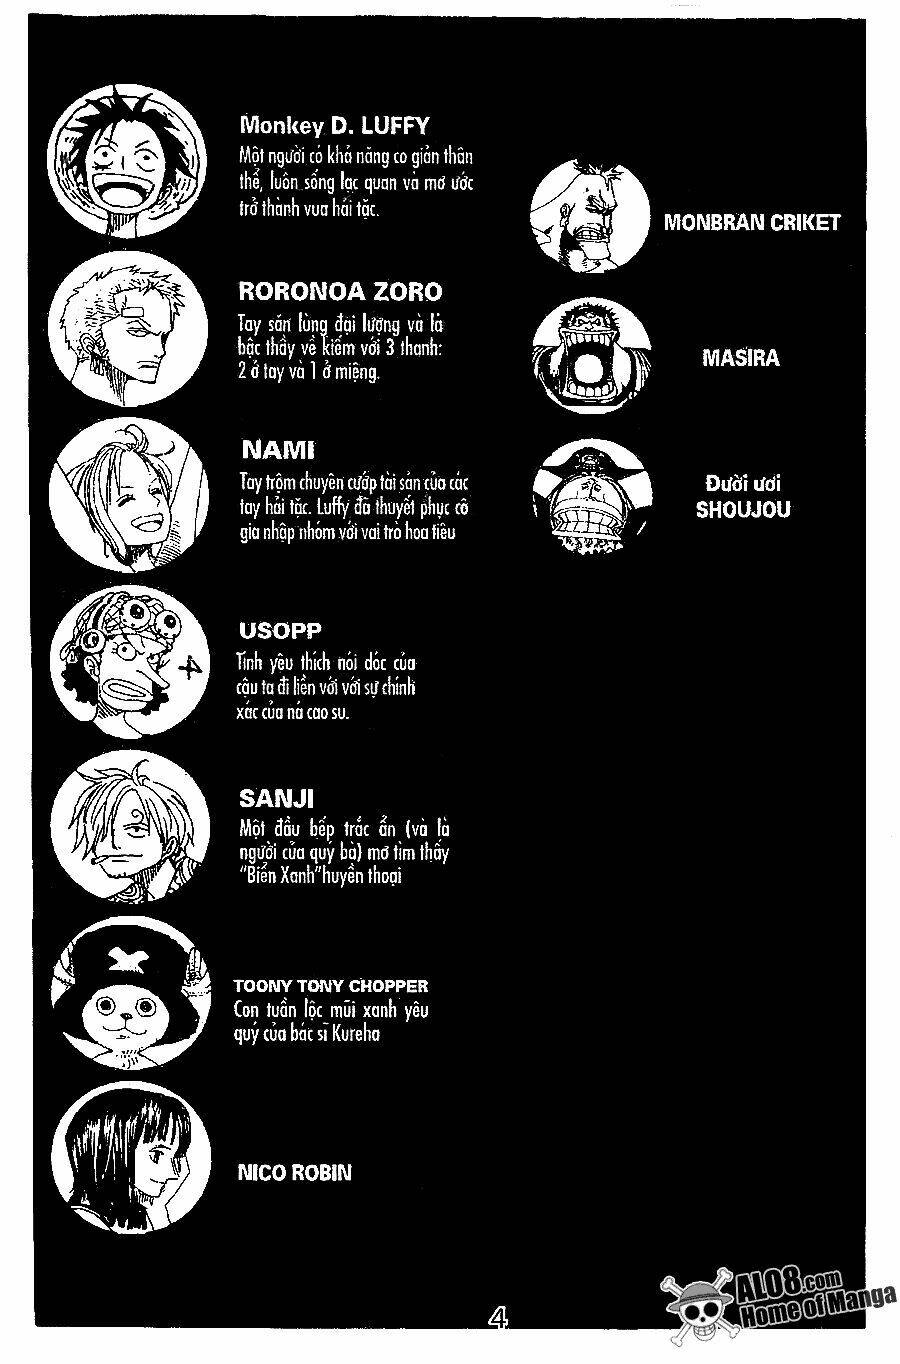 Monkey D. LUFFY
Một người có khả năng co giản thân
thể, luôn sống lạc quan và mơ ước
trở thành vua hải tặc.
RORONOA ZORO
Tay săn lùng đại lượng và là
bậc thầy về kiếm với 3 thanh:
2 ở tay và 1 ở miệng.
NAMI
Tay trộm chuyên cướp tài sản của các
tay hải tặc. Luffy đã thuyết phục cô
gia nhập nhóm với vai trò hoa tiêu
USOPP
Tính yêu thích nói dóc của
cậu ta đi liền với với sự chính
xác của ná cao su.
SANJI
Một đầu bếp trắc ẩn (và là
người của quý bà) mơ tìm thấy
"Biển Xanh"huyền thoại
TOONY TONY CHOPPER
Con tuần lộc mũi xanh yêu
quý của bác sĩ Kureha
NICO ROBIN
MONBRAN CRIKET
MASIRA
Đười ươi
SHOUJOU
4
ALO8.com
Home of Manga